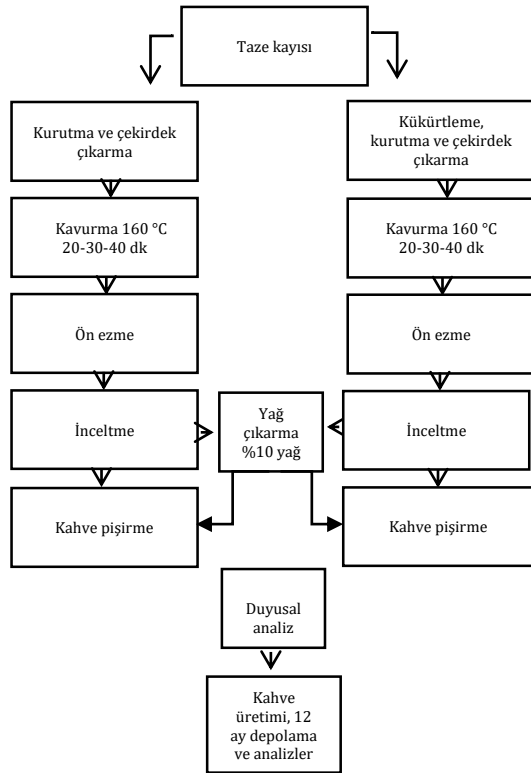 Taze kayısı
Kurutma ve çekirdek
çıkarma
Kükürtleme,
kurutma ve çekirdek
çıkarma
Kavurma 160 °C
20-30-40 dk
Kavurma 160 °C
20-30-40 dk
Ön ezme
Ön ezme
İnceltme
Yağ
çıkarma
%10 yağ
İnceltme
Kahve pişirme
Kahve pişirme
Duyusal
analiz
Kahve
üretimi, 12
ay depolama
ve analizler